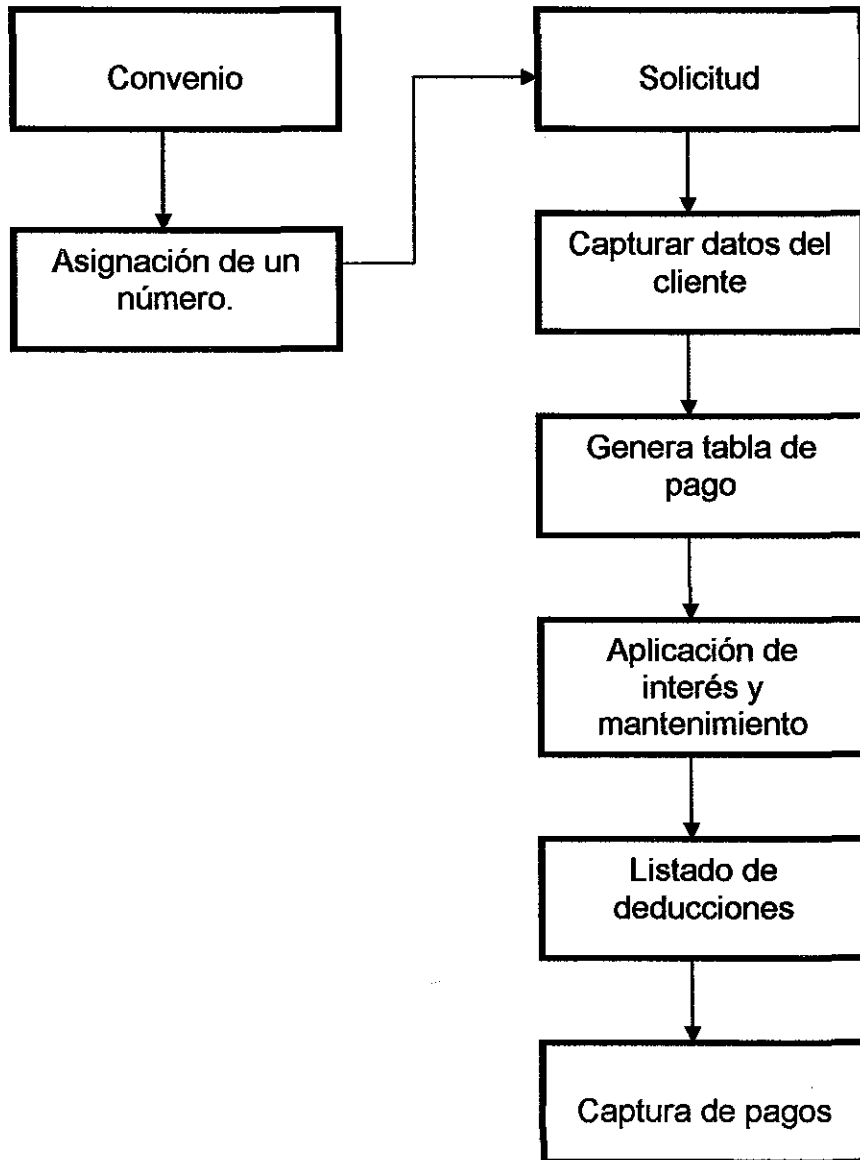 Convenio
Asignación de un
número.
Solicitud
Capturar datos del
cliente
Genera tabla de
pago
Aplicación de
interés y
mantenimiento
Listado de
deducciones
Captura de pagos